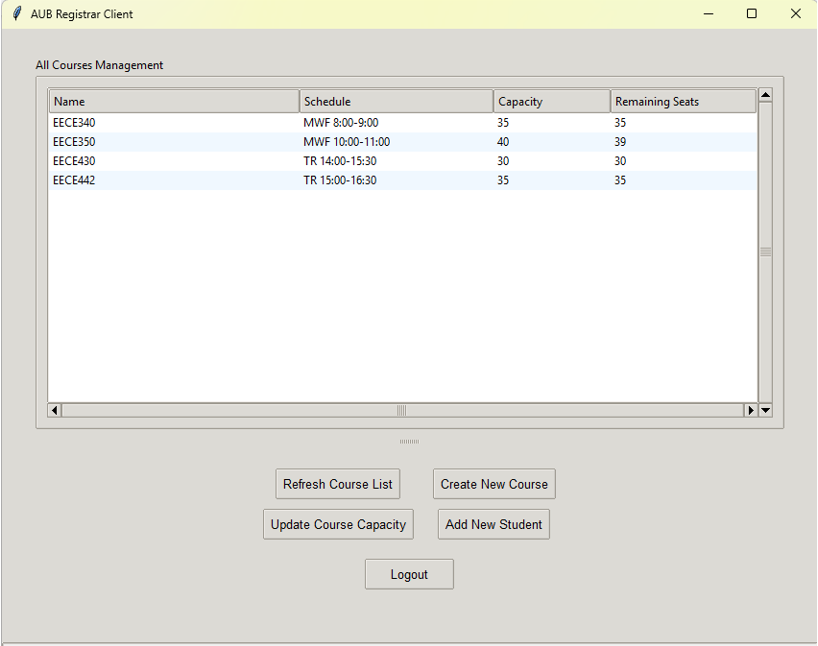 AUB Registrar Client
All Courses Management
Name Schedule Capacity Remaining Seats
EECE340 MWF 8:00-9:00 35 35
EECE350 MWF 10:00-11:00 40 39
EECE430 TR 14:00-15:30 30 30
EECE442 TR 15:00-16:30 35 35
Refresh Course List Create New Course
Update Course Capacity Add New Student
Logout